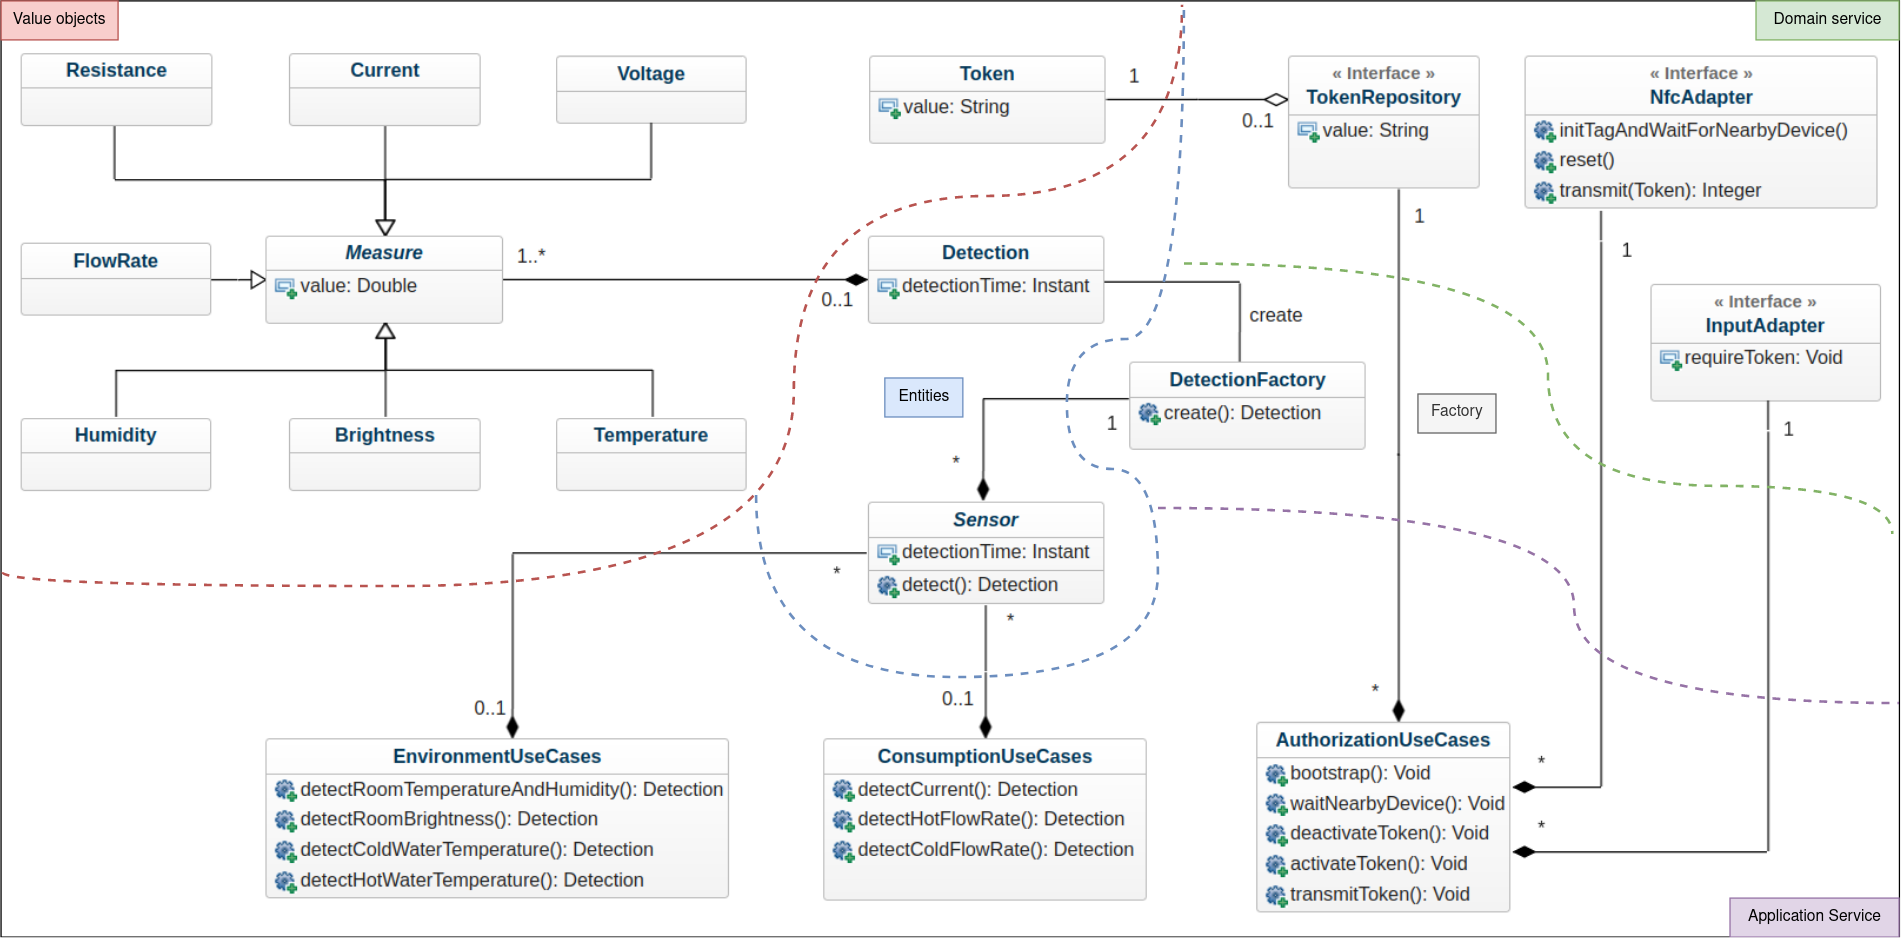 Value objects
Domain service
Resistance
Current
Voltage
Token
value: String
1
0..1
« Interface »
TokenRepository
value: String
1
« Interface »
NfcAdapter
initTagAndWaitForNearbyDevice()
reset()
transmit(Token): Integer
1
FlowRate
Measure
value: Double
1..*
0..1
Detection
detectionTime: Instant
create
« Interface »
InputAdapter
requireToken: Void
1
Entities
DetectionFactory
create(): Detection
1
*
Factory
Humidity
Brightness
Temperature
Sensor
detectionTime: Instant
detect(): Detection
*
*
0..1
0..1
*
EnvironmentUseCases
detectRoomTemperatureAndHumidity(): Detection
detectRoomBrightness(): Detection
detectColdWaterTemperature(): Detection
detectHotWaterTemperature(): Detection
ConsumptionUseCases
detectCurrent(): Detection
detectHotFlowRate(): Detection
detectColdFlowRate(): Detection
AuthorizationUseCases
bootstrap(): Void
waitNearbyDevice(): Void
deactivateToken(): Void
activateToken(): Void
transmitToken(): Void
*
*
Application Service